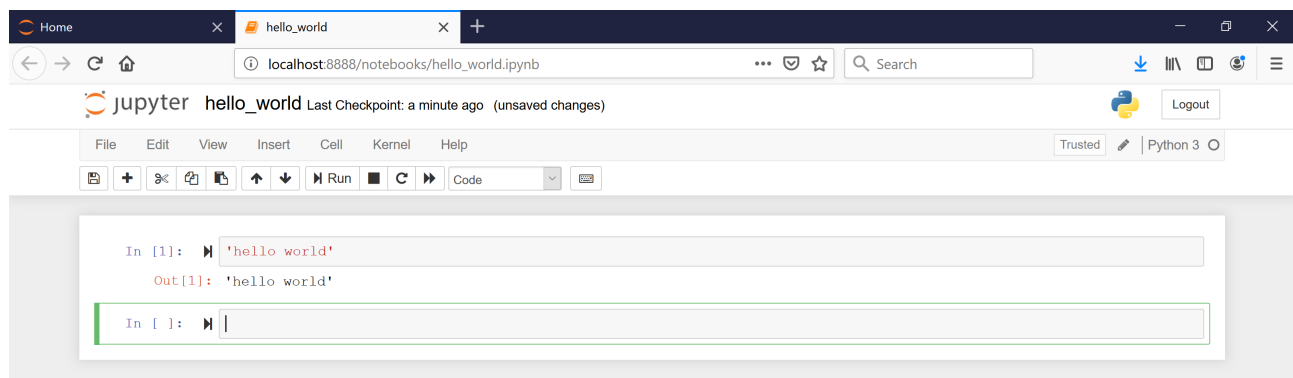 Home
hello_world
localhost:8888/notebooks/hello_world.ipynb
Search
jupyter hello_world Last Checkpoint: a minute ago (unsaved changes)
Logout
File Edit View Insert Cell Kernel Help
Trusted Python 3
Run Code
In [1]: 'hello world'
Out[1]: 'hello world'
In [ ]: